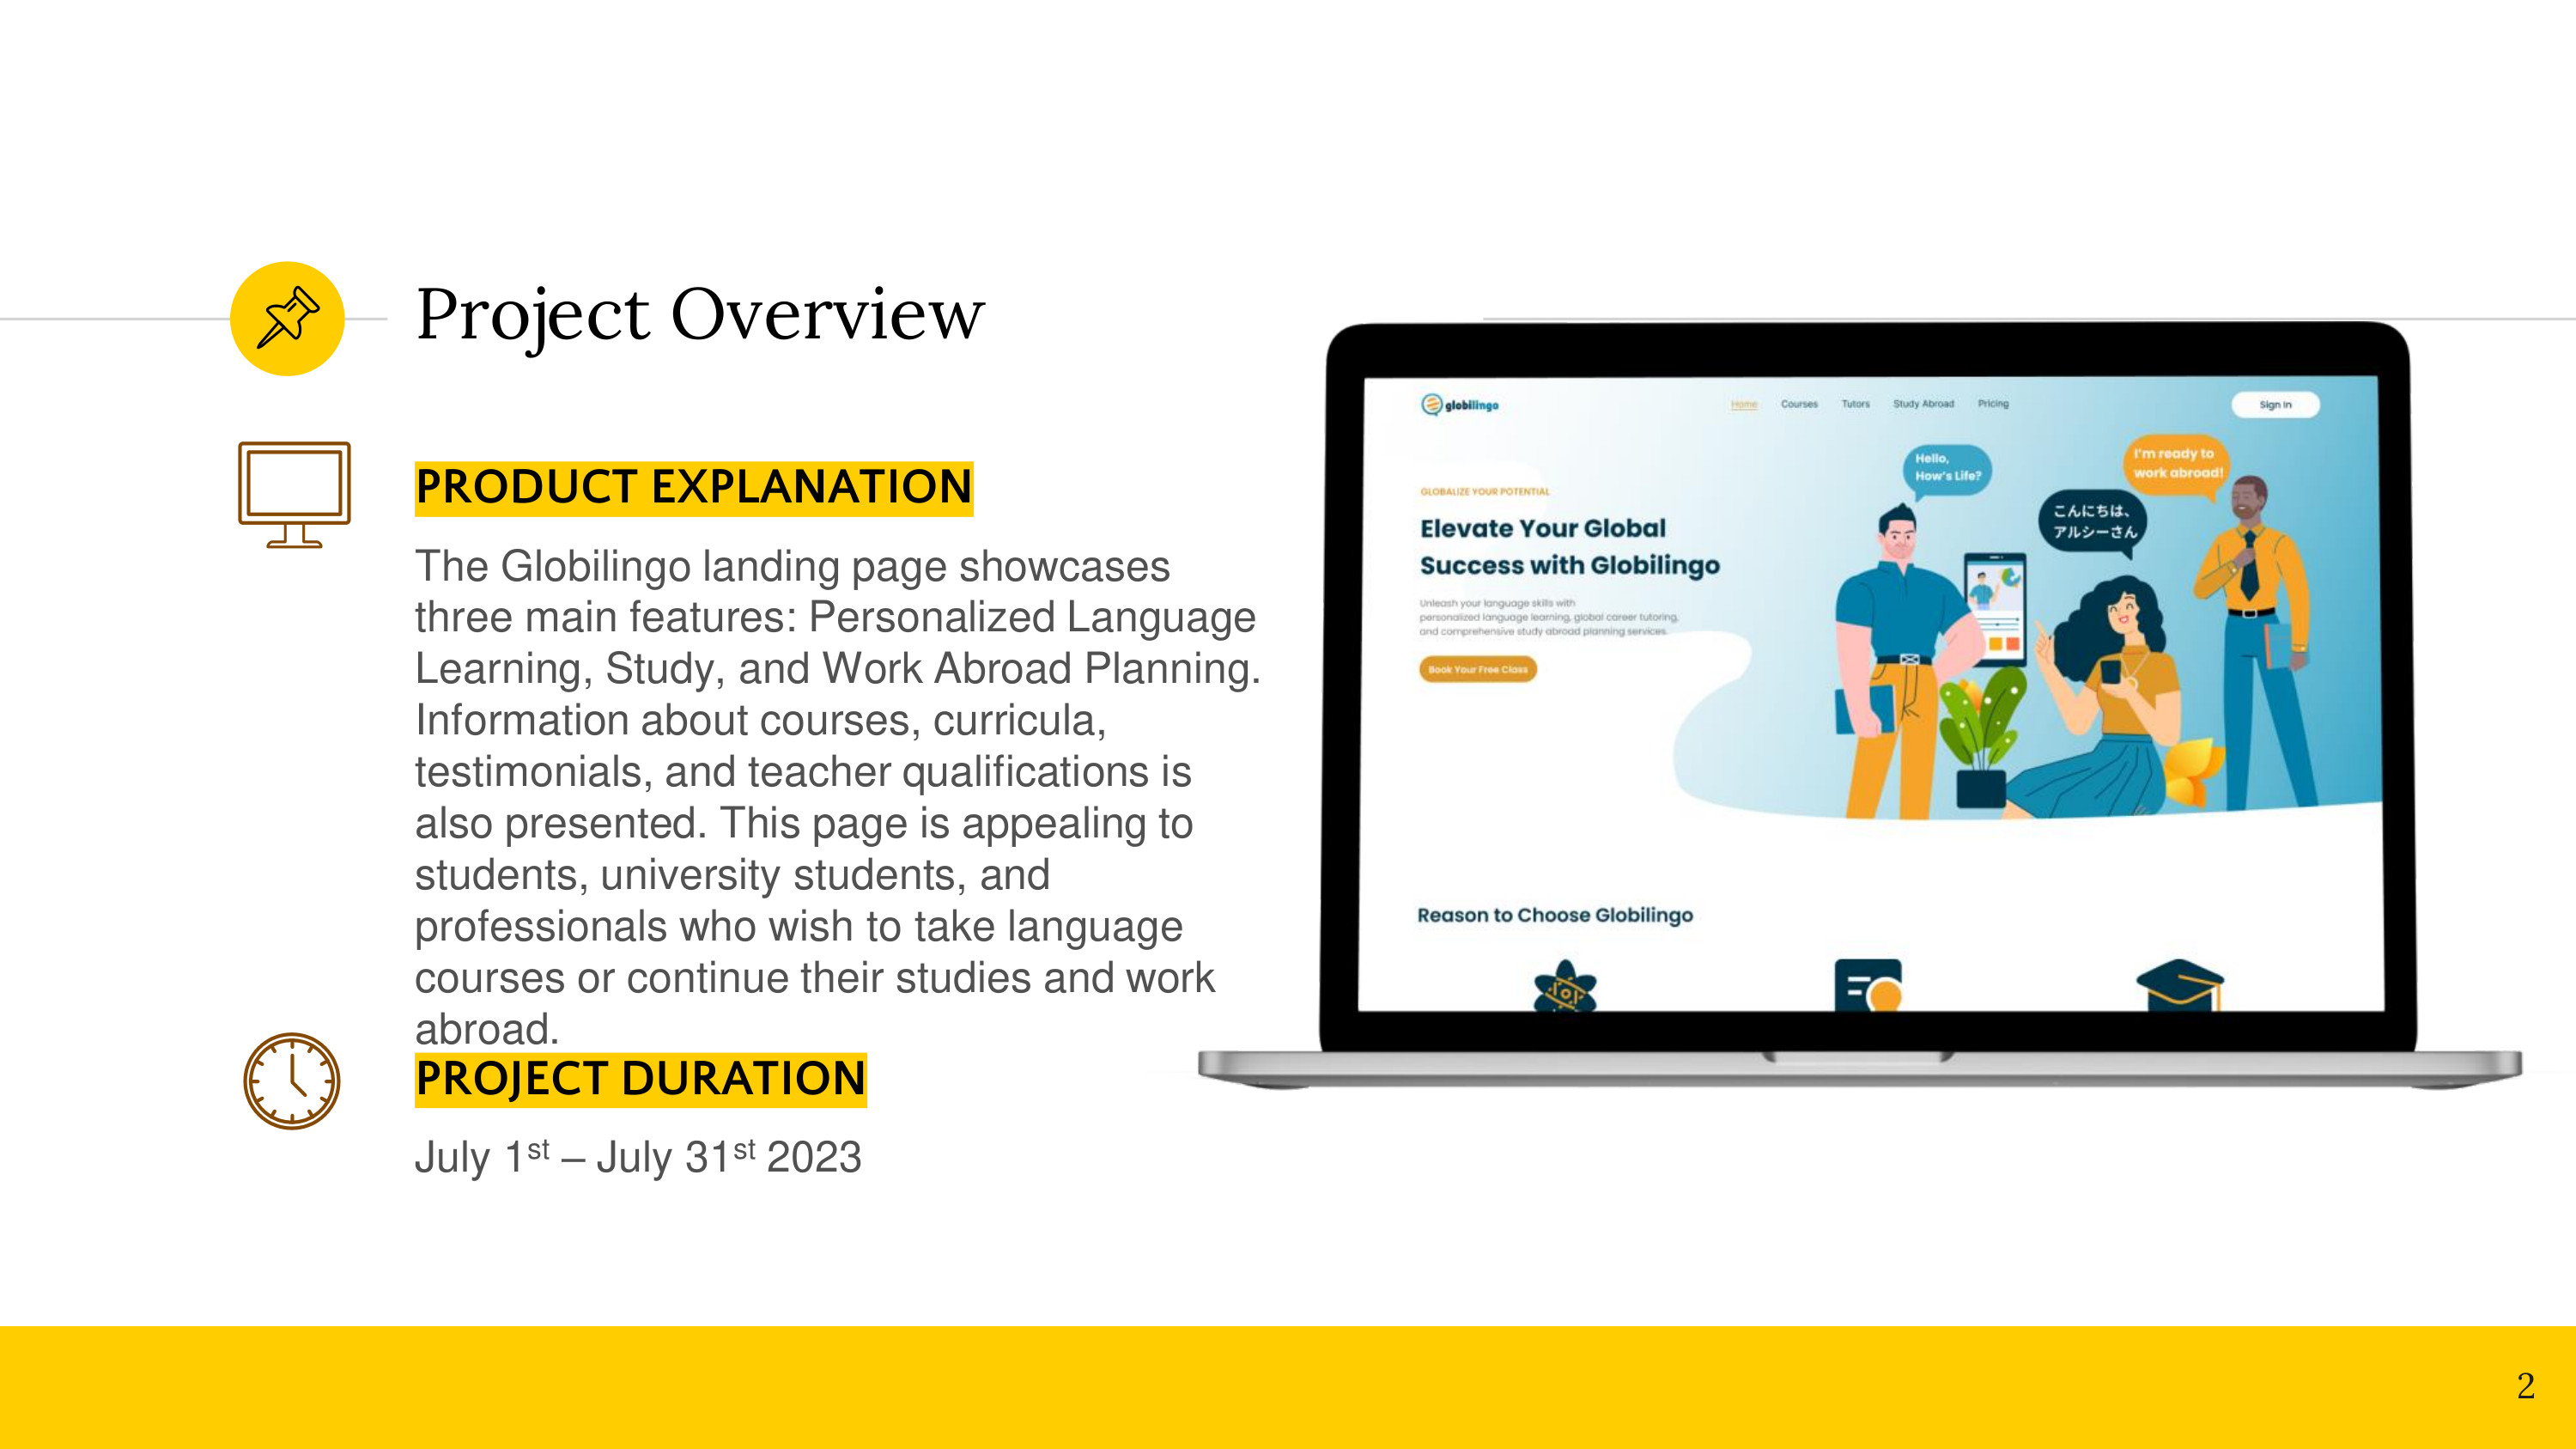 Project Overview
PRODUCT EXPLANATION
The Globilingo landing page showcases
three main features: Personalized Language
Learning, Study, and Work Abroad Planning.
Information about courses, curricula,
testimonials, and teacher qualifications is
also presented. This page is appealing to
students, university students, and
professionals who wish to take language
courses or continue their studies and work
abroad.
PROJECT DURATION
July 1st – July 31st 2023
globilingo
Home Courses Tutors Study Abroad Pricing
Sign In
GLOBALIZE YOUR POTENTIAL
Elevate Your Global
Success with Globilingo
Unleash your language skills with
personalized language learning, global career tutoring,
and comprehensive study abroad planning services.
Book Your Free Class
Hello,
How's Life?
こんにちは、
アルシーさん
I'm ready to
work abroad!
Reason to Choose Globilingo
2